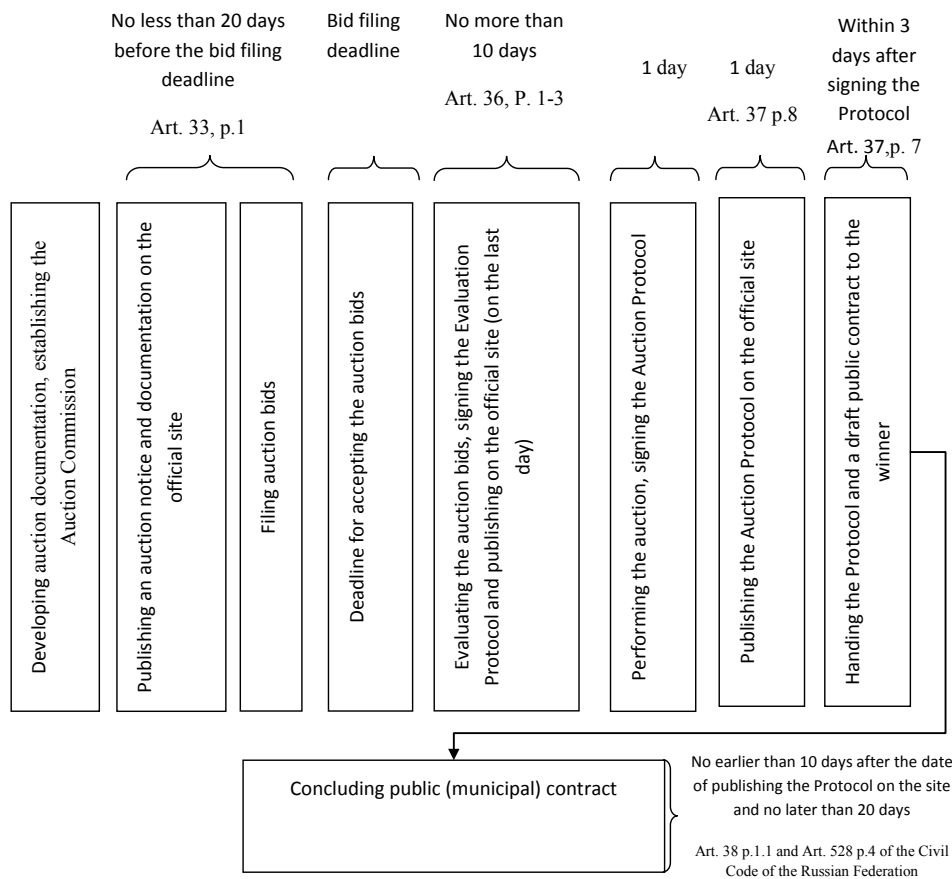 No less than 20 days
before the bid filing
deadline
Art. 33, p.1
Bid filing
deadline
No more than
10 days
Art. 36, P. 1-3
1 day
1 day
Art. 37 p.8
Within 3
days after
signing the
Protocol
Art. 37,p. 7
Developing auction documentation, establishing the
Auction Commission
Publishing an auction notice and documentation on the
official site
Filing auction bids
Deadline for accepting the auction bids
Evaluating the auction bids, signing the Evaluation
Protocol and publishing on the official site (on the last
day)
Performing the auction, signing the Auction Protocol
Publishing the Auction Protocol on the official site
Handing the Protocol and a draft public contract to the
winner
Concluding public (municipal) contract
No earlier than 10 days after the date
of publishing the Protocol on the site
and no later than 20 days
Art. 38 p.1.1 and Art. 528 p.4 of the Civil
Code of the Russian Federation